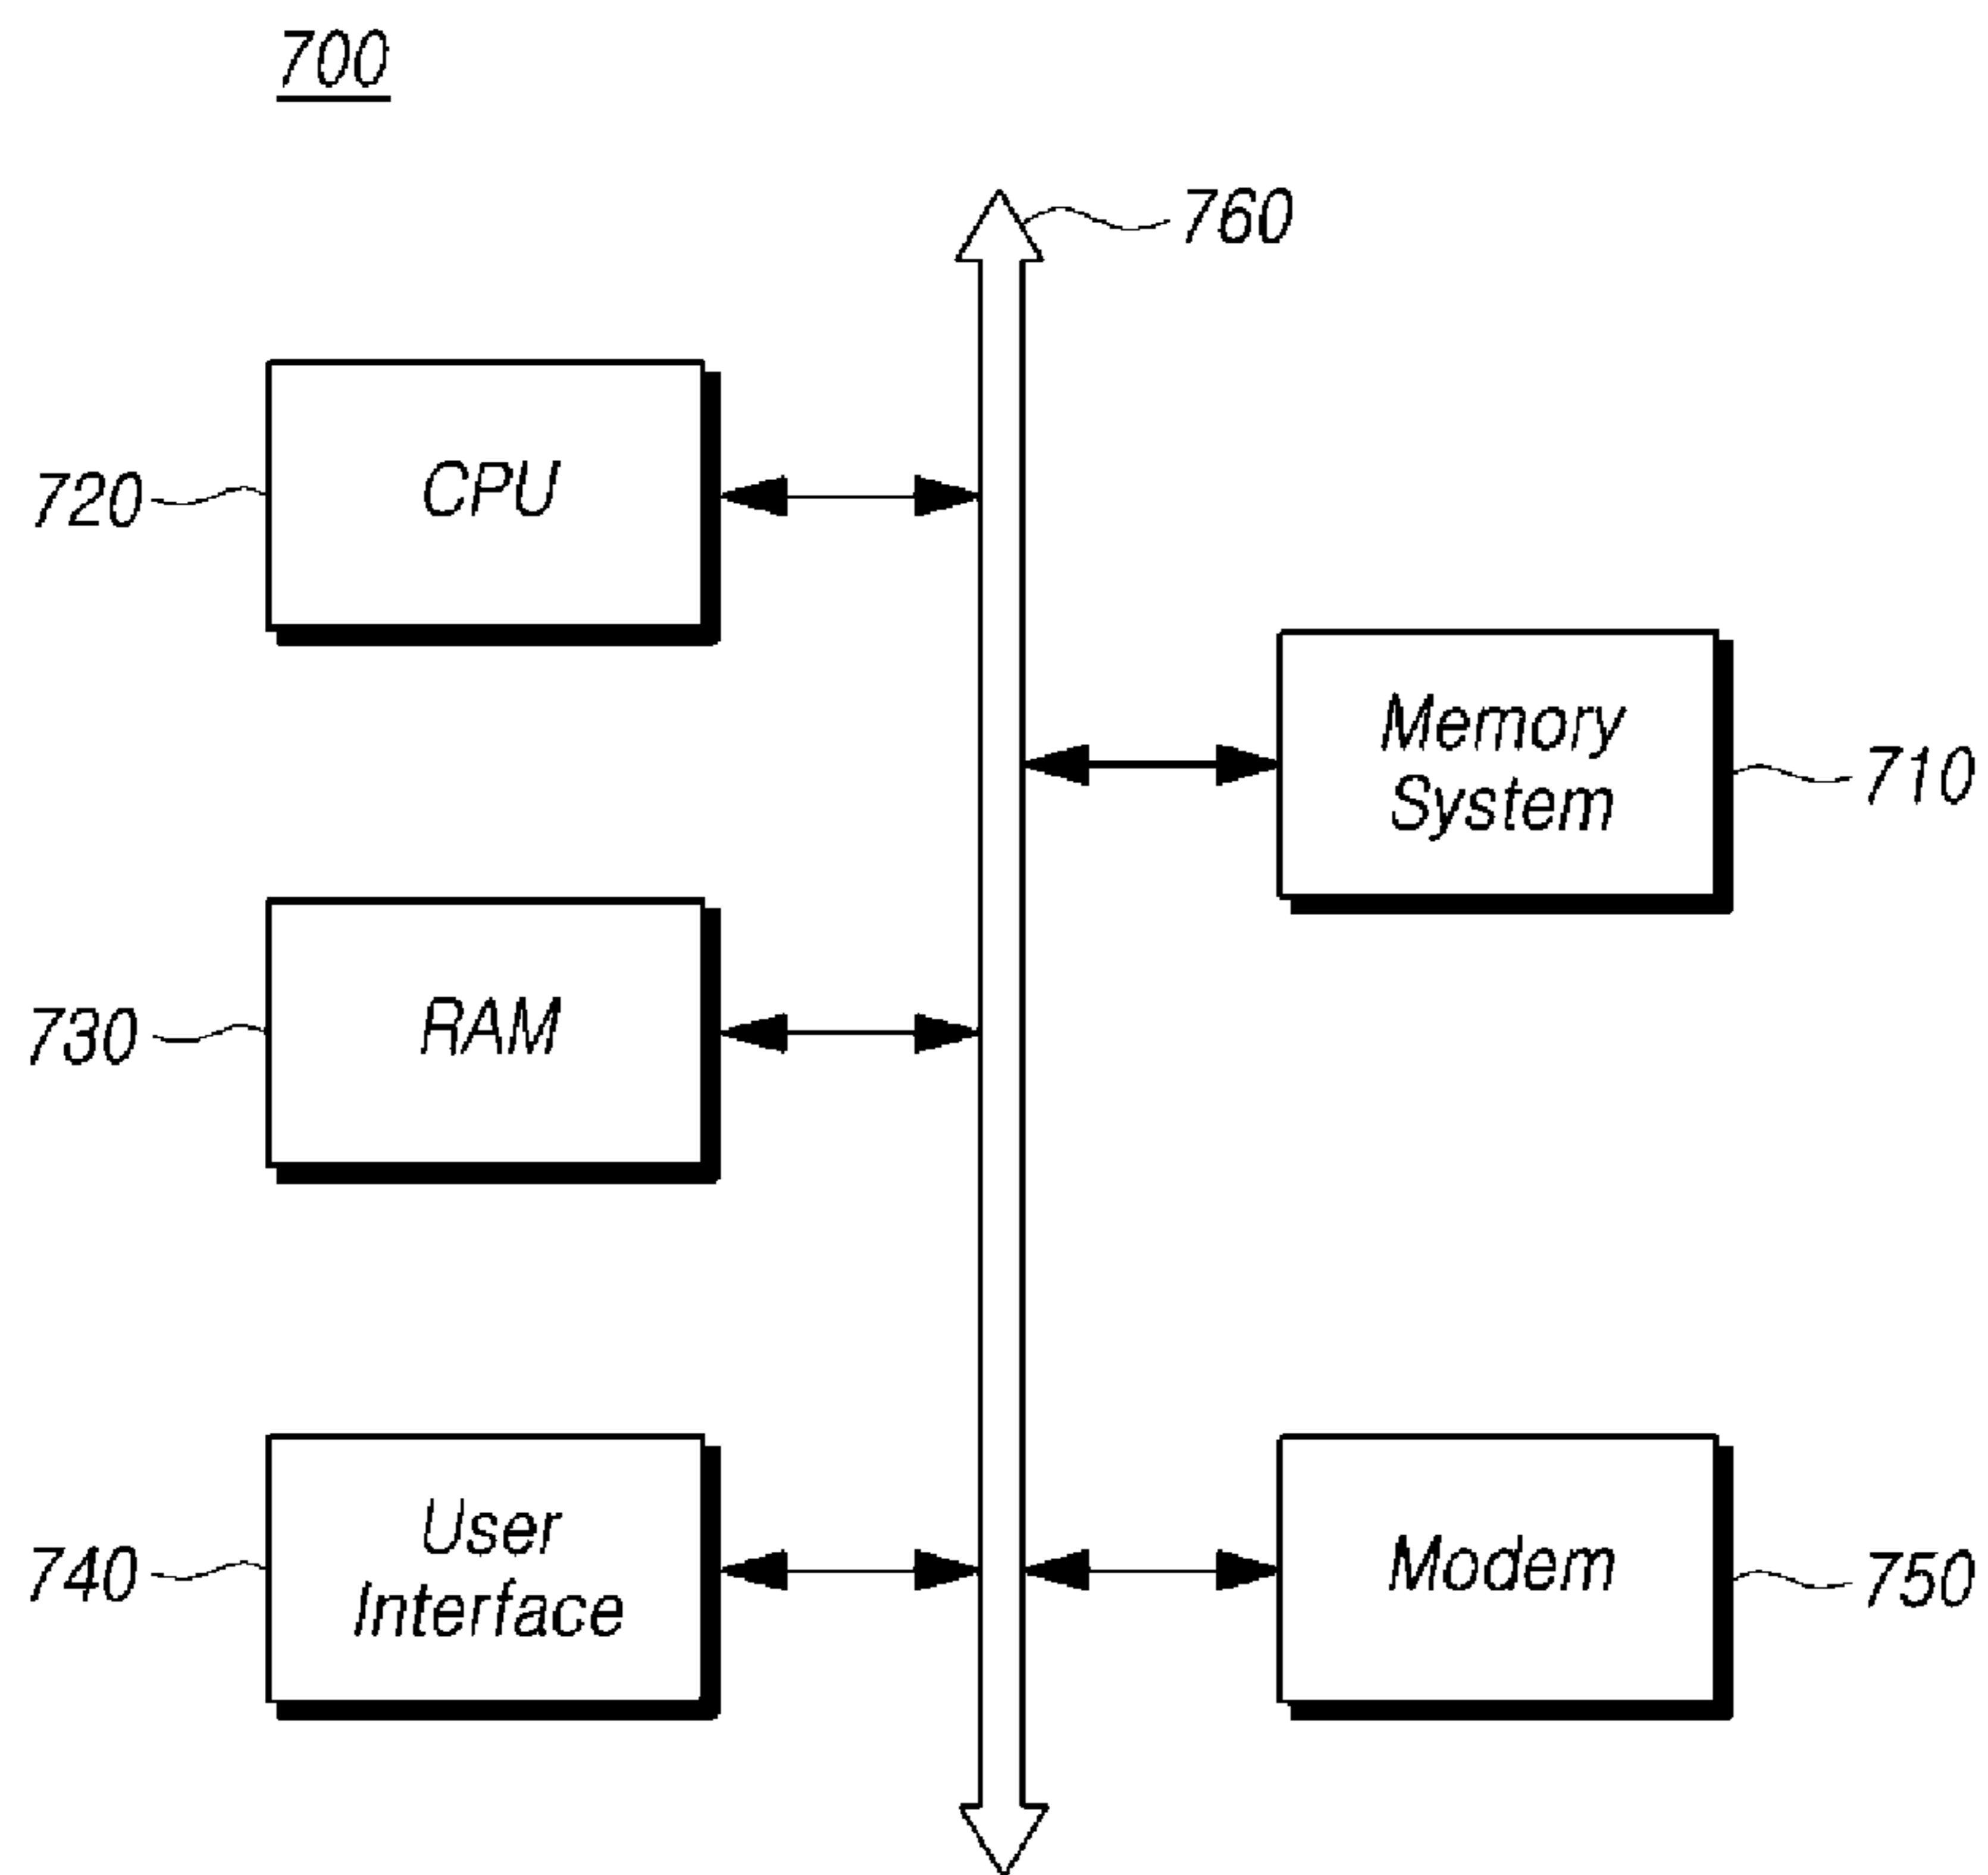 700
760
CPU
720
Memory
System
710
RAM
730
User
Interface
740
Modem
750